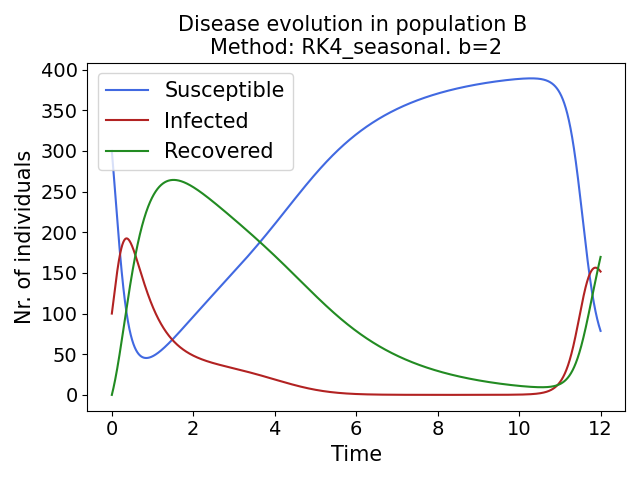 Disease evolution in population B
Method: RK4_seasonal. b=2
400
350
300
250
200
150
100
50
0
Nr. of individuals
Susceptible
Infected
Recovered
0 2 4 6 8 10 12
Time